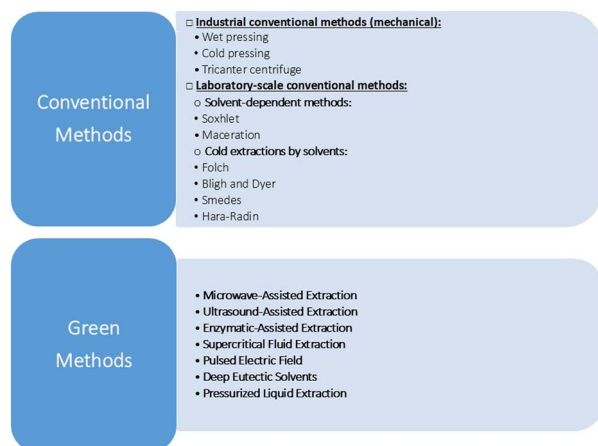 Conventional
Methods
□ Industrial conventional methods (mechanical):
• Wet pressing
• Cold pressing
• Tricanter centrifuge
□ Laboratory-scale conventional methods:
o Solvent-dependent methods:
• Soxhlet
• Maceration
o Cold extractions by solvents:
• Folch
• Bligh and Dyer
• Smedes
• Hara-Radin
Green
Methods
• Microwave-Assisted Extraction
• Ultrasound-Assisted Extraction
• Enzymatic-Assisted Extraction
• Supercritical Fluid Extraction
• Pulsed Electric Field
• Deep Eutectic Solvents
• Pressurized Liquid Extraction